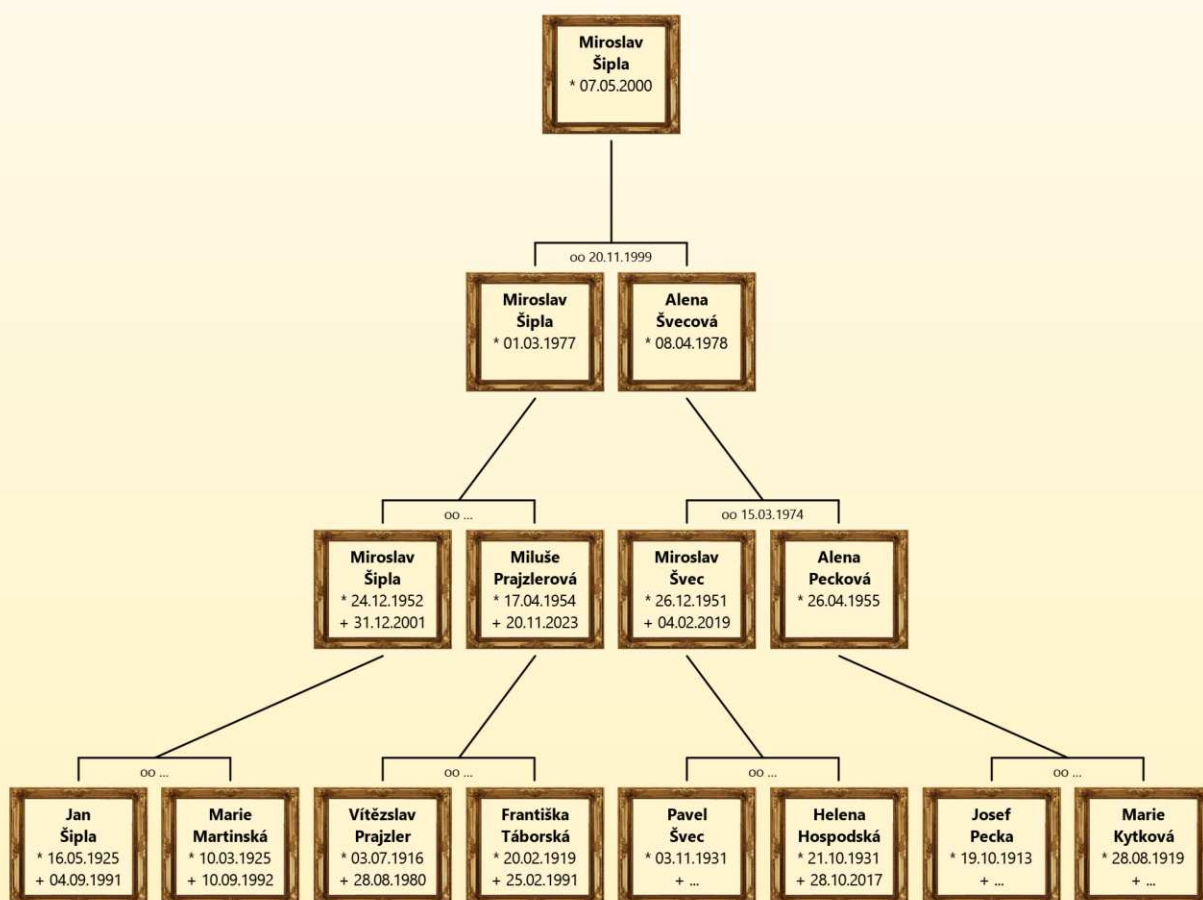 Miroslav
Šipla
* 07.05.2000
oo 20.11.1999
Miroslav
Šipla
* 01.03.1977
Alena
Švecová
* 08.04.1978
oo ...
oo 15.03.1974
Miroslav
Šipla
* 24.12.1952
+ 31.12.2001
Miluše
Prajzlerová
* 17.04.1954
+ 20.11.2023
Miroslav
Švec
* 26.12.1951
+ 04.02.2019
Alena
Pecková
* 26.04.1955
oo ...
oo ...
oo ...
oo ...
Jan
Šipla
* 16.05.1925
+ 04.09.1991
Marie
Martinská
* 10.03.1925
+ 10.09.1992
Vítězslav
Prajzler
* 03.07.1916
+ 28.08.1980
Františka
Táborská
* 20.02.1919
+ 25.02.1991
Pavel
Švec
* 03.11.1931
+ ...
Helena
Hospodská
* 21.10.1931
+ 28.10.2017
Josef
Pecka
* 19.10.1913
+ ...
Marie
Kytková
* 28.08.1919
+ ...